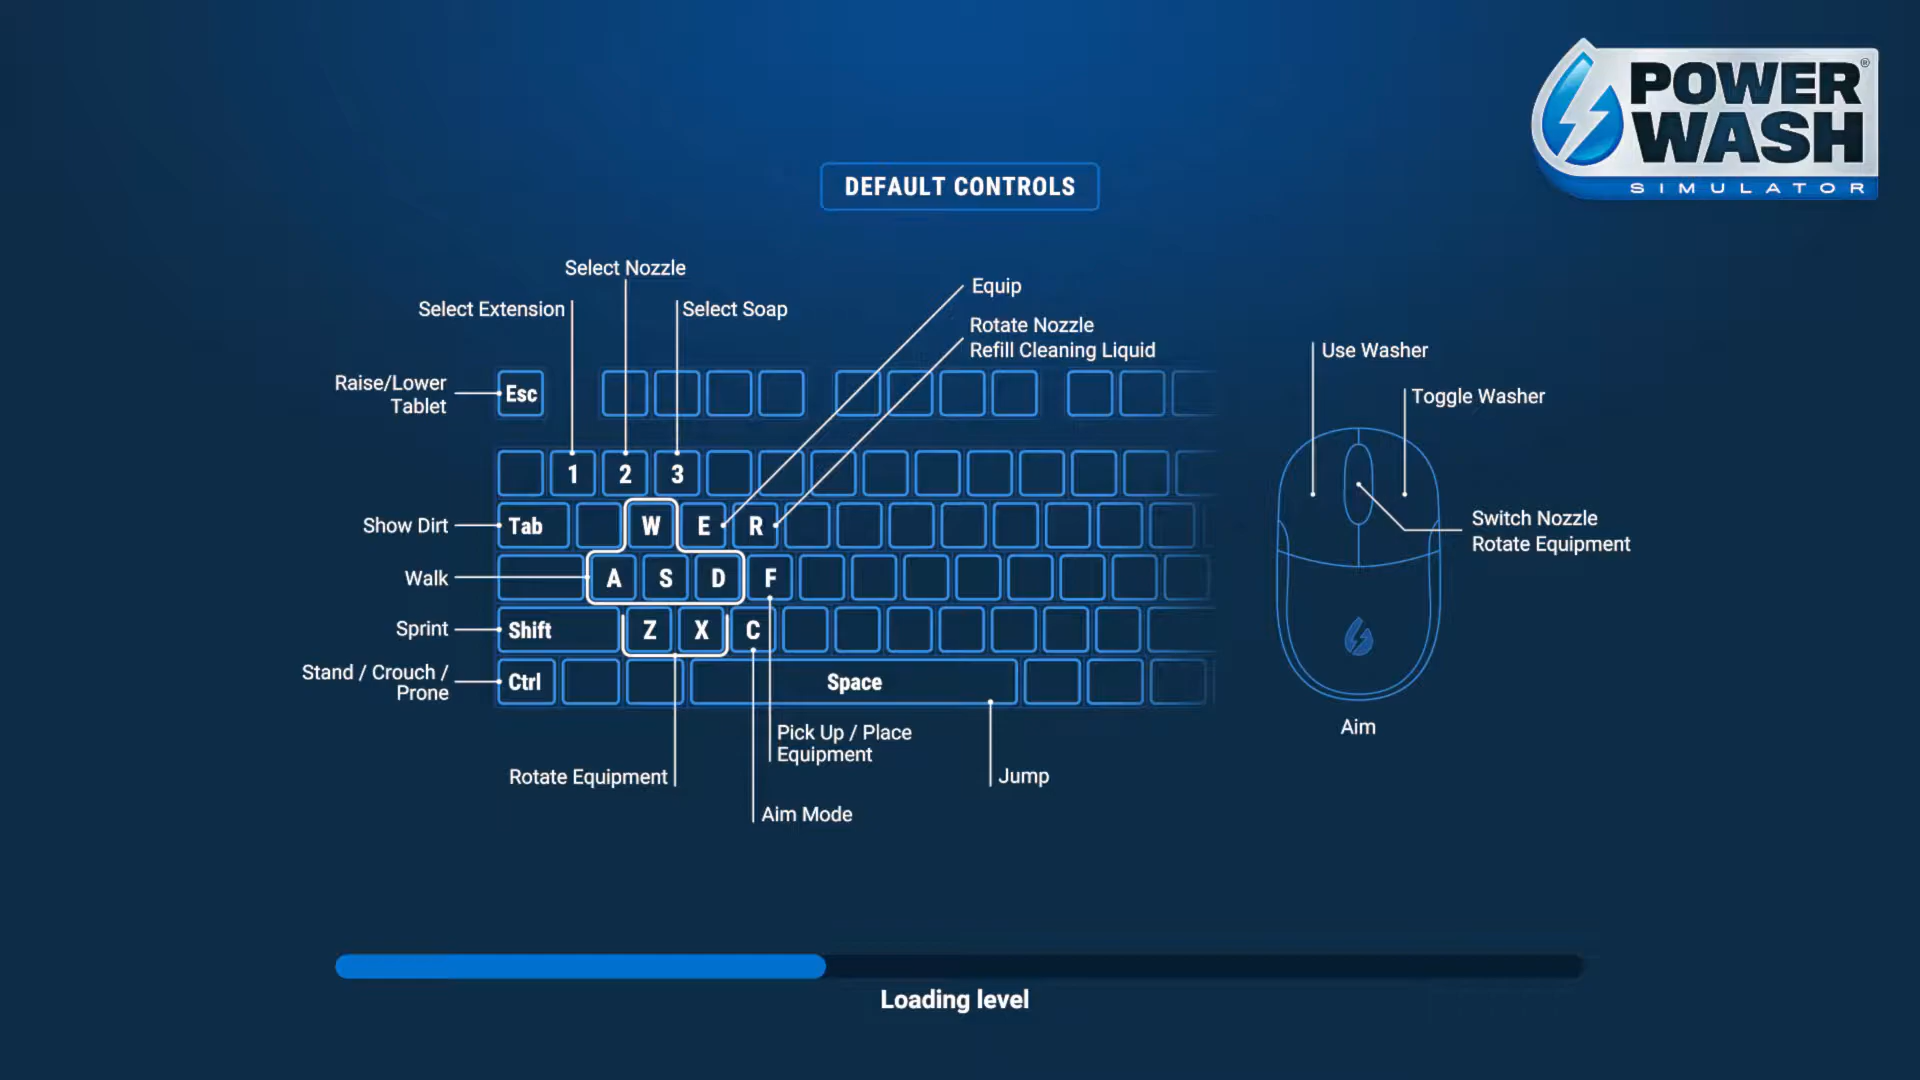 POWER®
WASH
SIMULATOR
DEFAULT CONTROLS
Select Nozzle
Select Extension
Select Soap
Equip
Rotate Nozzle
Refill Cleaning Liquid
Use Washer
Toggle Washer
Raise/Lower
Tablet
Esc
1
2
3
Show Dirt
Tab
W
E
R
Switch Nozzle
Rotate Equipment
Walk
A
S
D
F
Sprint
Shift
Z
X
C
Stand / Crouch /
Prone
Ctrl
Space
Pick Up / Place
Equipment
Aim
Rotate Equipment
Jump
Aim Mode
Loading level